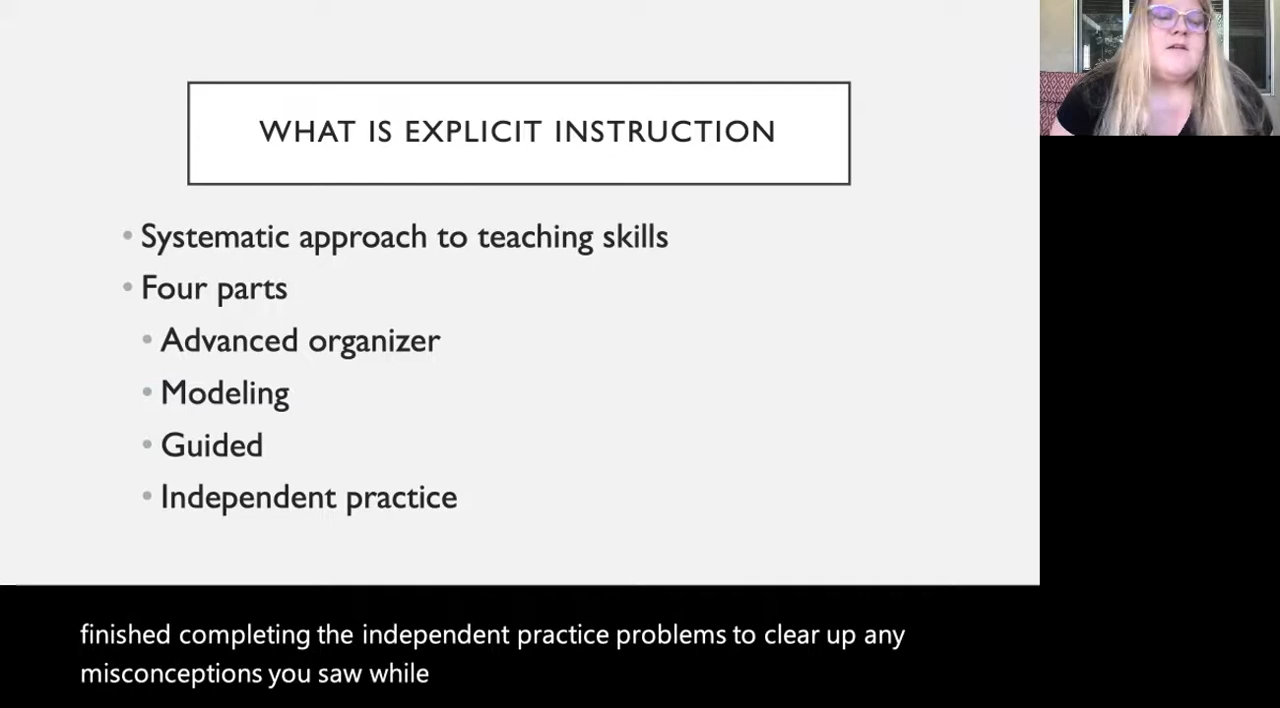 WHAT IS EXPLICIT INSTRUCTION
• Systematic approach to teaching skills
• Four parts
• Advanced organizer
• Modeling
• Guided
• Independent practice
finished completing the independent practice problems to clear up any
misconceptions you saw while